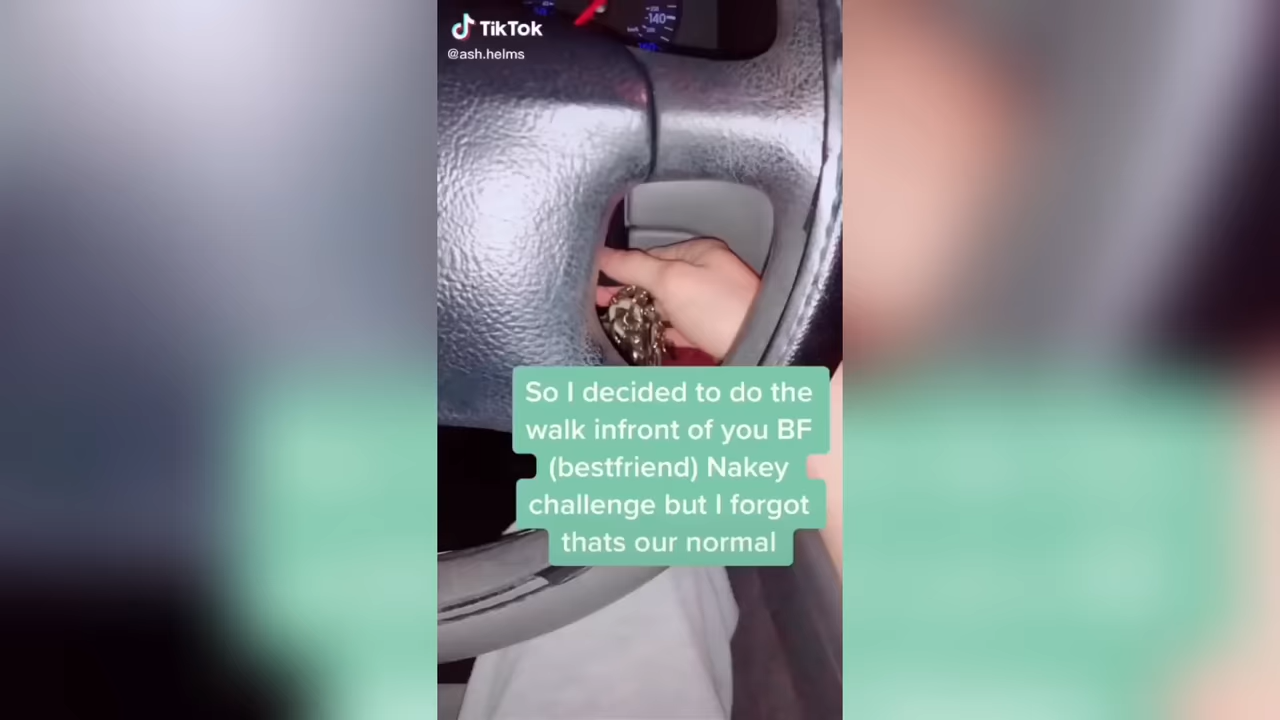 TikTok
@ash.helms
-140
So I decided to do the
walk infront of you BF
(bestfriend) Nakey
challenge but I forgot
thats our normal